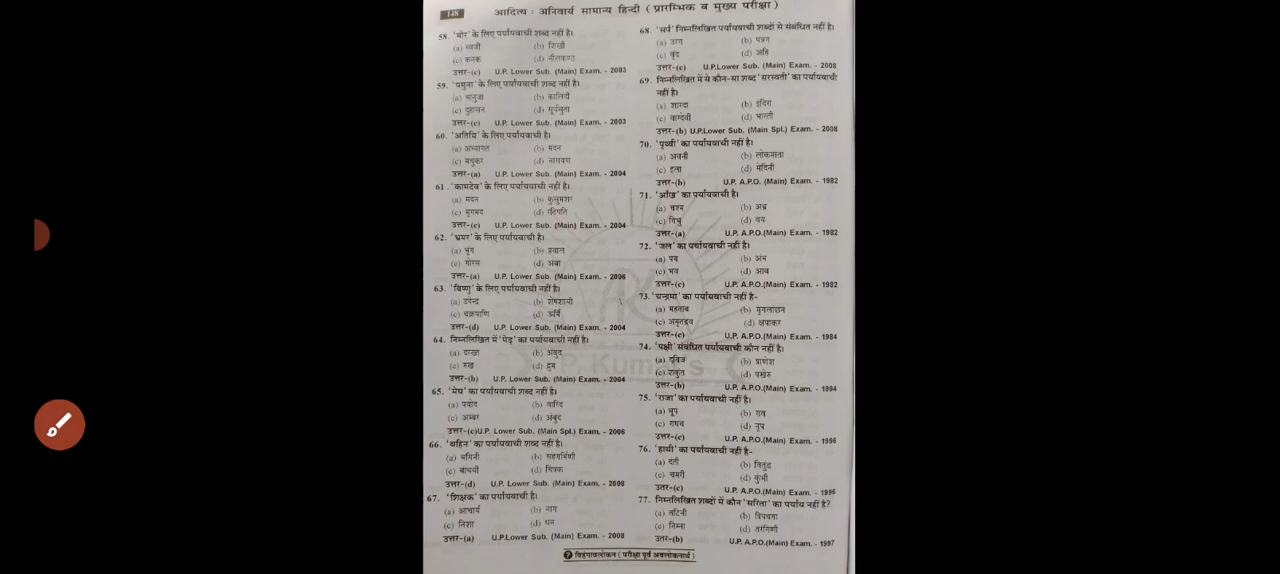 148
आदित्य : अनिवार्य सामान्य हिन्दी ( प्रारम्भिक व मुख्य परीक्षा )
58. 'मोर' के लिए पर्यायवाची शब्द नहीं है।
(b) शिखी
(c) कनक (d) नीलकण्ठ
उत्तर-(c) U.P. Lower Sub. (Main) Exam. - 2003
59. 'यमुना' के लिए पर्यायवाची शब्द नहीं है।
(a) भानुजा (b) कालिंदी
(c) दुहासन (d) सूर्यसुता
उत्तर-(c) U.P. Lower Sub. (Main) Exam. - 2003
60. 'अतिथि' के लिए पर्यायवाची है।
(a) अभ्यागत (b) मदन
(c) मधुकर (d) नारायण
उत्तर-(a) U.P. Lower Sub. (Main) Exam. - 2004
61. 'कामदेव' के लिए पर्यायवाची नहीं है।
(a) मदन (b) कुसुमशर
(c) मृगमद (d) रतिपति
उत्तर-(c) U.P. Lower Sub. (Main) Exam. - 2004
62. 'भ्रमर' के लिए पर्यायवाची है।
(a) भृंग (b) प्रवाल
(c) गोरस (d) अंबा
उत्तर-(a) U.P. Lower Sub. (Main) Exam. - 2006
63. 'विष्णु' के लिए पर्यायवाची नहीं है।
(a) उपेन्द्र (b) शेषशायी
(c) चक्रपाणि (d) ऊर्मि
उत्तर-(d) U.P. Lower Sub. (Main) Exam. - 2004
64. निम्नलिखित में 'पेड़' का पर्यायवाची नहीं है।
(a) दरख्त (b) अंबुद
(c) रुख (d) द्रुम
उत्तर-(b) U.P. Lower Sub. (Main) Exam. - 2004
65. 'मेघ' का पर्यायवाची शब्द नहीं है।
(a) पयोद (b) वारिद
(c) अम्बर (d) अंबुद
उत्तर-(c)U.P. Lower Sub. (Main Spl.) Exam. - 2006
66. 'बहिन' का पर्यायवाची शब्द नहीं है।
(a) भगिनी (b) सहगर्भिणी
(c) बांधवी (d) चित्रक
उत्तर-(d) U.P. Lower Sub. (Main) Exam. - 2008
67. 'शिक्षक' का पर्यायवाची है।
(a) आचार्य (b) नाग
(c) निशा (d) धन
उत्तर-(a) U.P.Lower Sub. (Main) Exam. - 2008
68. 'सर्प' निम्नलिखित पर्यायवाची शब्दों से संबंधित नहीं है।
(a) उरग (b) पन्नग
(c) वृंद (d) अहि
उत्तर-(c) U.P.Lower Sub. (Main) Exam. - 2008
69. निम्नलिखित में से कौन-सा शब्द 'सरस्वती' का पर्यायवाची
नहीं है।
(a) शारदा (b) इंदिरा
(c) वाग्देवी (d) भारती
उत्तर-(b) U.P.Lower Sub. (Main Spl.) Exam. - 2008
70. 'पृथ्वी' का पर्यायवाची नहीं है।
(a) अवनी (b) लोकमाता
(c) इला (d) मेदिनी
उत्तर-(b) U.P. A.P.O. (Main) Exam. - 1982
71. 'आँख' का पर्यायवाची है।
(a) चश्म (b) अभ्र
(c) विधु (d) वय
उत्तर-(a) U.P. A.P.O.(Main) Exam. - 1982
72. 'जल' का पर्यायवाची नहीं है।
(a) पय (b) अंभ
(c) भव (d) आब
उत्तर-(c) U.P. A.P.O.(Main) Exam. - 1982
73. 'चन्द्रमा' का पर्यायवाची नहीं है-
(a) महताब (b) मृगलांछन
(c) अमृतद्रव (d) क्षपाकर
उत्तर-(c) U.P. A.P.O.(Main) Exam. - 1984
74. 'पक्षी' संबंधित पर्यायवाची कौन नहीं है।
(a) द्विज (b) प्राणेश
(c) शकुंत (d) पखेरु
उत्तर-(b) U.P. A.P.O.(Main) Exam. - 1994
75. 'राजा' का पर्यायवाची नहीं है।
(a) भूप (b) राव
(c) राघव (d) नृप
उत्तर-(c) U.P. A.P.O.(Main) Exam. - 1996
76. 'हाथी' का पर्यायवाची नहीं है-
(a) दंती (b) वितुंड
(c) चमरी (d) कुंभी
उत्तर-(c) U.P. A.P.O.(Main) Exam. - 1996
77. निम्नलिखित शब्दों में कौन 'सरिता' का पर्याय नहीं है?
(a) तटिनी (b) त्रिपथगा
(c) निम्ना (d) तरंगिणी
उत्तर-(b) U.P. A.P.O.(Main) Exam. - 1997
विहंगावलोकन ( परीक्षा पूर्व अवलोकनार्थ )